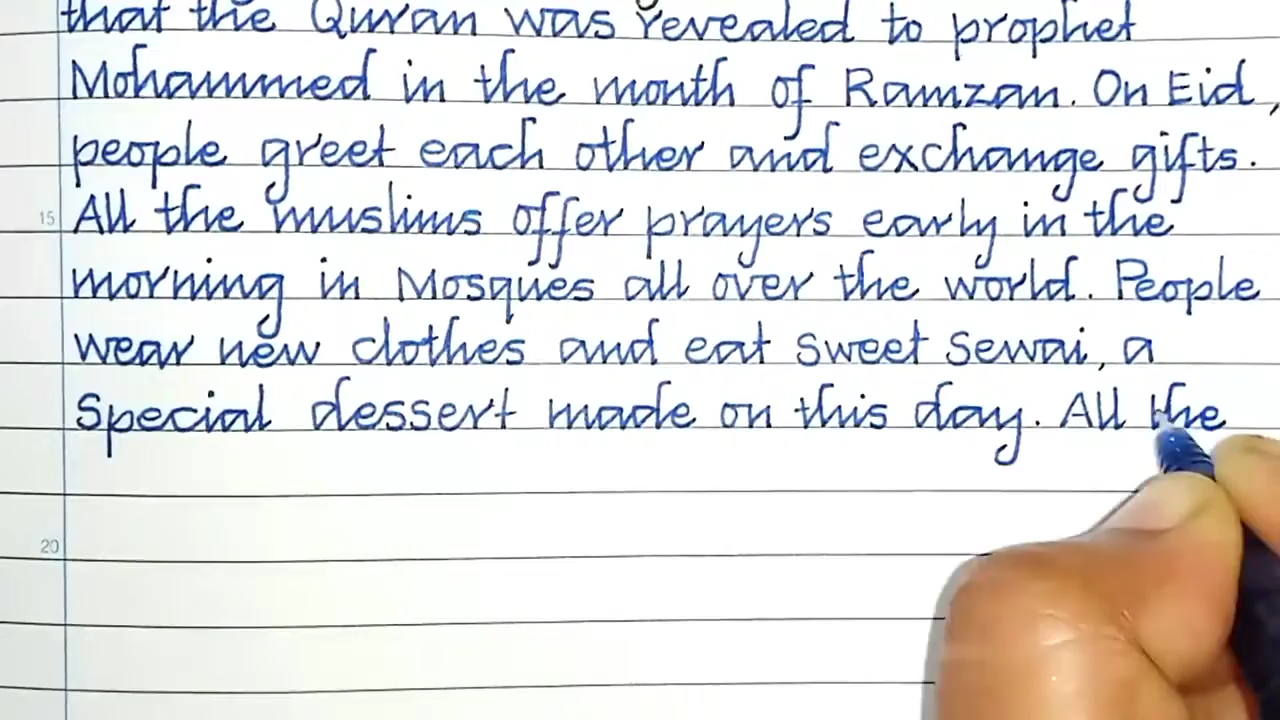 that the Quran was revealed to prophet
Mohammed in the month of Ramzan. On Eid,
people greet each other and exchange gifts.
15 All the muslims offer prayers early in the
morning in Mosques all over the world. People
wear new clothes and eat sweet Sewai, a
Special dessert made on this day. All the
20